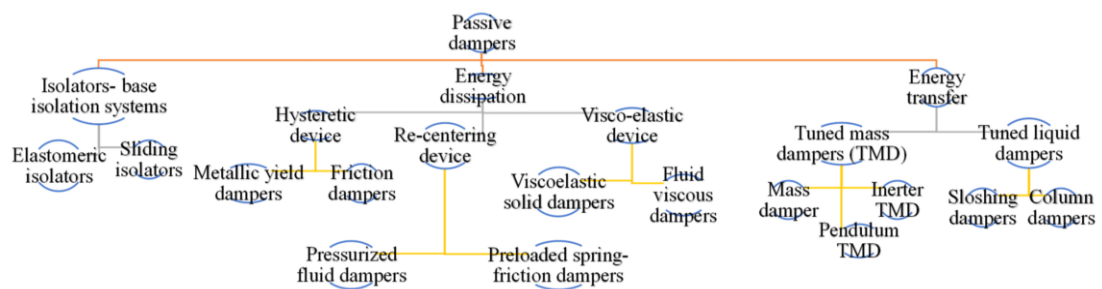 Passive
dampers
Isolators- base
isolation systems
Energy
dissipation
Energy
transfer
Elastomeric
isolators
Sliding
isolators
Hysteretic
device
Re-centering
device
Visco-elastic
device
Tuned mass
dampers (TMD)
Tuned liquid
dampers
Metallic yield
dampers
Friction
dampers
Viscoelastic
solid dampers
Fluid
viscous
dampers
Mass
damper
Inerter
TMD
Pendulum
TMD
Sloshing
dampers
Column
dampers
Pressurized
fluid dampers
Preloaded spring-
friction dampers